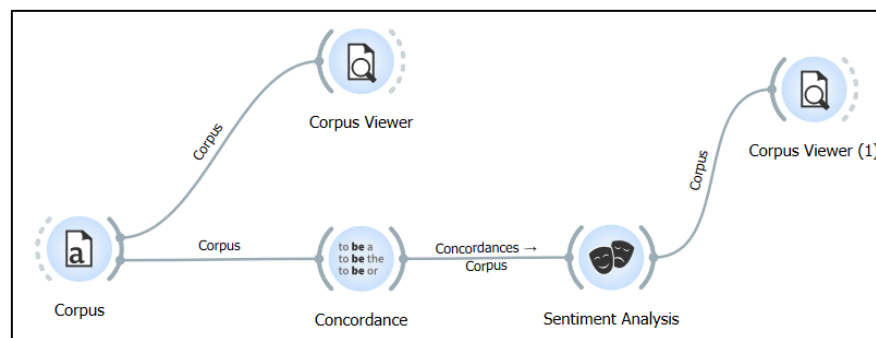 Corpus Viewer
Corpus Viewer (1)
Corpus
Corpus
a
Corpus
Corpus
to be a
to be the
to be or
Concordance
Concordances →
Corpus
Sentiment Analysis